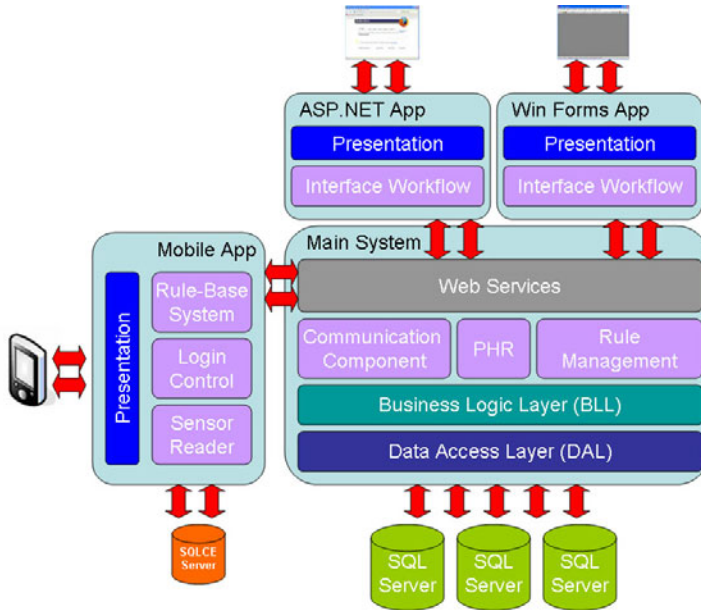 ASP.NET App
Presentation
Interface Workflow
Win Forms App
Presentation
Interface Workflow
Mobile App
Presentation
Rule-Base
System
Login
Control
Sensor
Reader
Main System
Web Services
Communication
Component
PHR
Rule
Management
Business Logic Layer (BLL)
Data Access Layer (DAL)
SQLCE
Server
SQL
Server
SQL
Server
SQL
Server